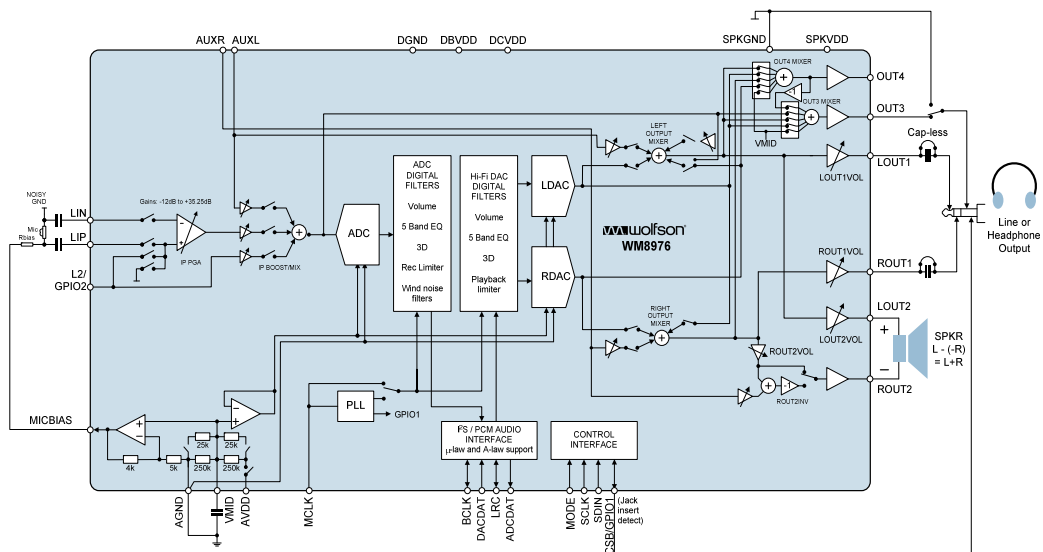 AUXR
AUXL
DGND
DBVDD
DCVDD
SPKGND
SPKVDD
OUT4 MIXER
OUT4
-1
OUT3 MIXER
OUT3
VMID
Cap-less
LEFT
OUTPUT
MIXER
LOUT1
LOUT1VOL
Line or
Headphone
Output
NOISY
GND
Mic
Rbias
LIN
LIP
L2/
GPIO2
Gains: -12dB to +35.25dB
IP PGA
IP BOOST/MIX
ADC
ADC
DIGITAL
FILTERS
Volume
5 Band EQ
3D
Rec Limiter
Wind noise
filters
Hi-Fi DAC
DIGITAL
FILTERS
Volume
5 Band EQ
3D
Playback
limiter
LDAC
RDAC
wolfson
WM8976
ROUT1VOL
ROUT1
RIGHT
OUTPUT
MIXER
LOUT2
LOUT2VOL
ROUT2VOL
-1
ROUT2INV
ROUT2
SPKR
L - (-R)
= L+R
MICBIAS
4k
5k
25k
25k
250k
250k
PLL
GPIO1
I²S / PCM AUDIO
INTERFACE
μ-law and A-law support
CONTROL
INTERFACE
AGND
VMID
AVDD
MCLK
BCLK
DACDAT
LRC
ADCDAT
MODE
SCLK
SDIN
CSB/GPIO1
(Jack
insert
detect)